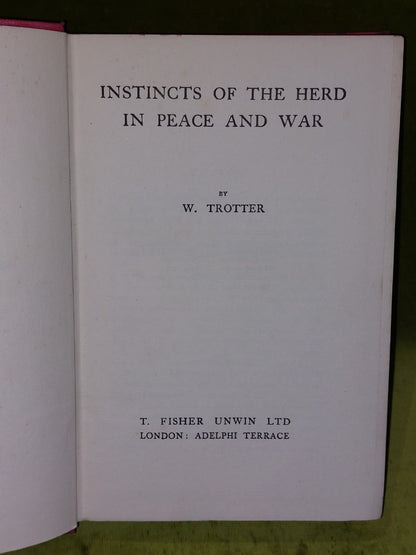 INSTINCTS OF THE HERD
IN PEACE AND WAR
BY
W. TROTTER
T. FISHER UNWIN LTD
LONDON: ADELPHI TERRACE